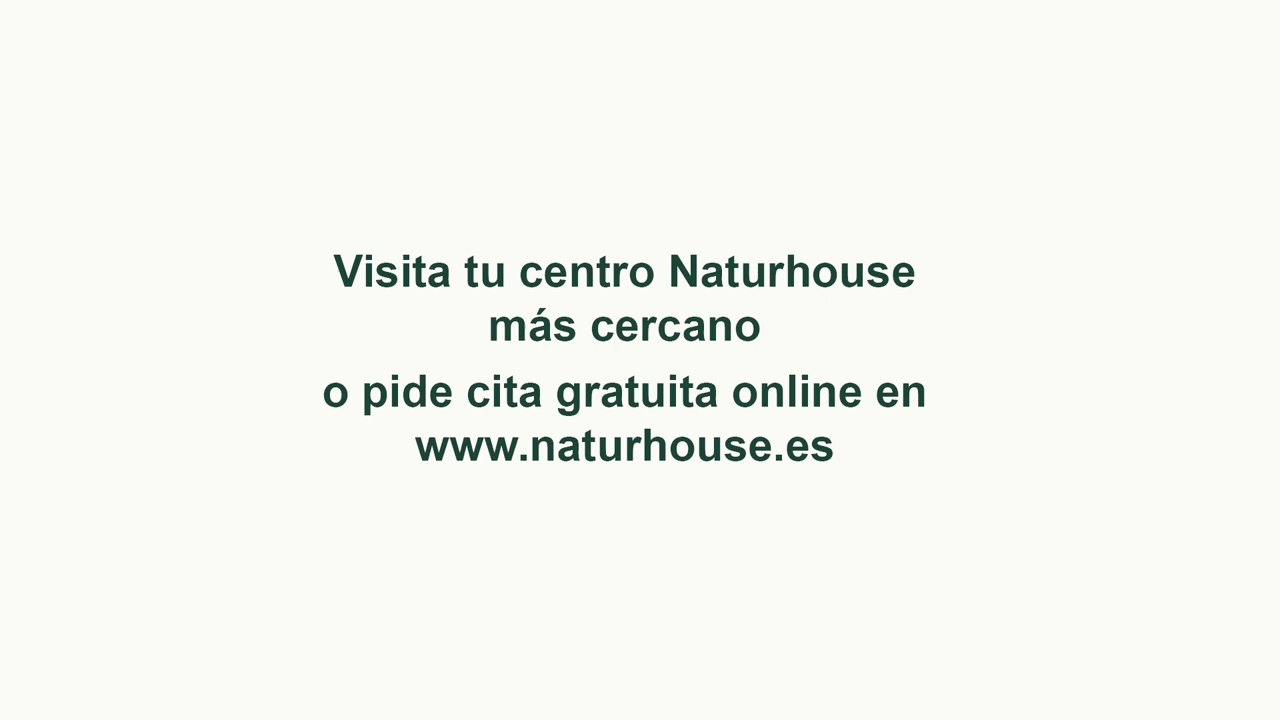 Visita tu centro Naturhouse
más cercano
o pide cita gratuita online en
www.naturhouse.es